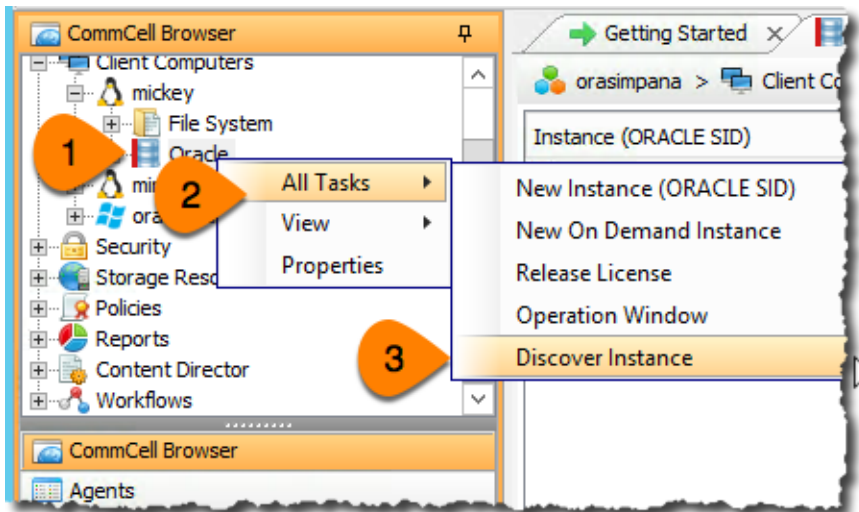 CommCell Browser
Getting Started
Client Computers
mickey
orasimpana > Client Co
File System
Instance (ORACLE SID)
1
Oracle
2
All Tasks
New Instance (ORACLE SID)
min
ora
View
New On Demand Instance
Security
Properties
Release License
Storage Reso
Policies
Operation Window
Reports
3
Discover Instance
Content Director
Workflows
CommCell Browser
Agents